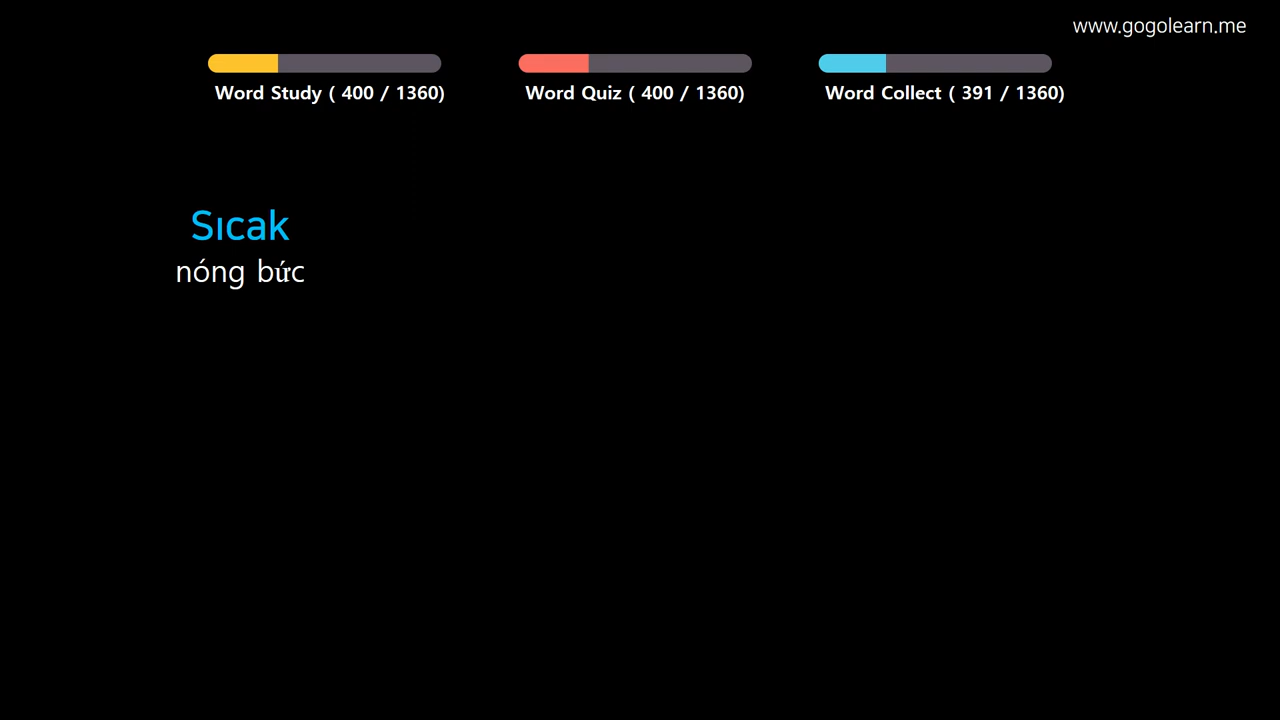 www.gogolearn.me
Word Study ( 400 / 1360)
Word Quiz ( 400 / 1360)
Word Collect ( 391 / 1360)
Sıcak
nóng bức